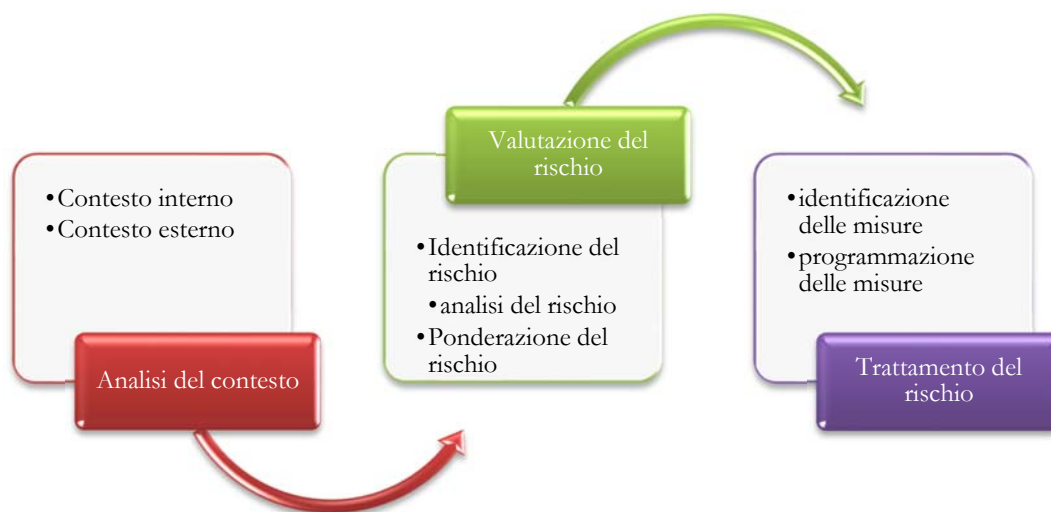 •Contesto interno
•Contesto esterno
Analisi del contesto
Valutazione del
rischio
•Identificazione del
rischio
•analisi del rischio
•Ponderazione del
rischio
•identificazione
delle misure
•programmazione
delle misure
Trattamento del
rischio